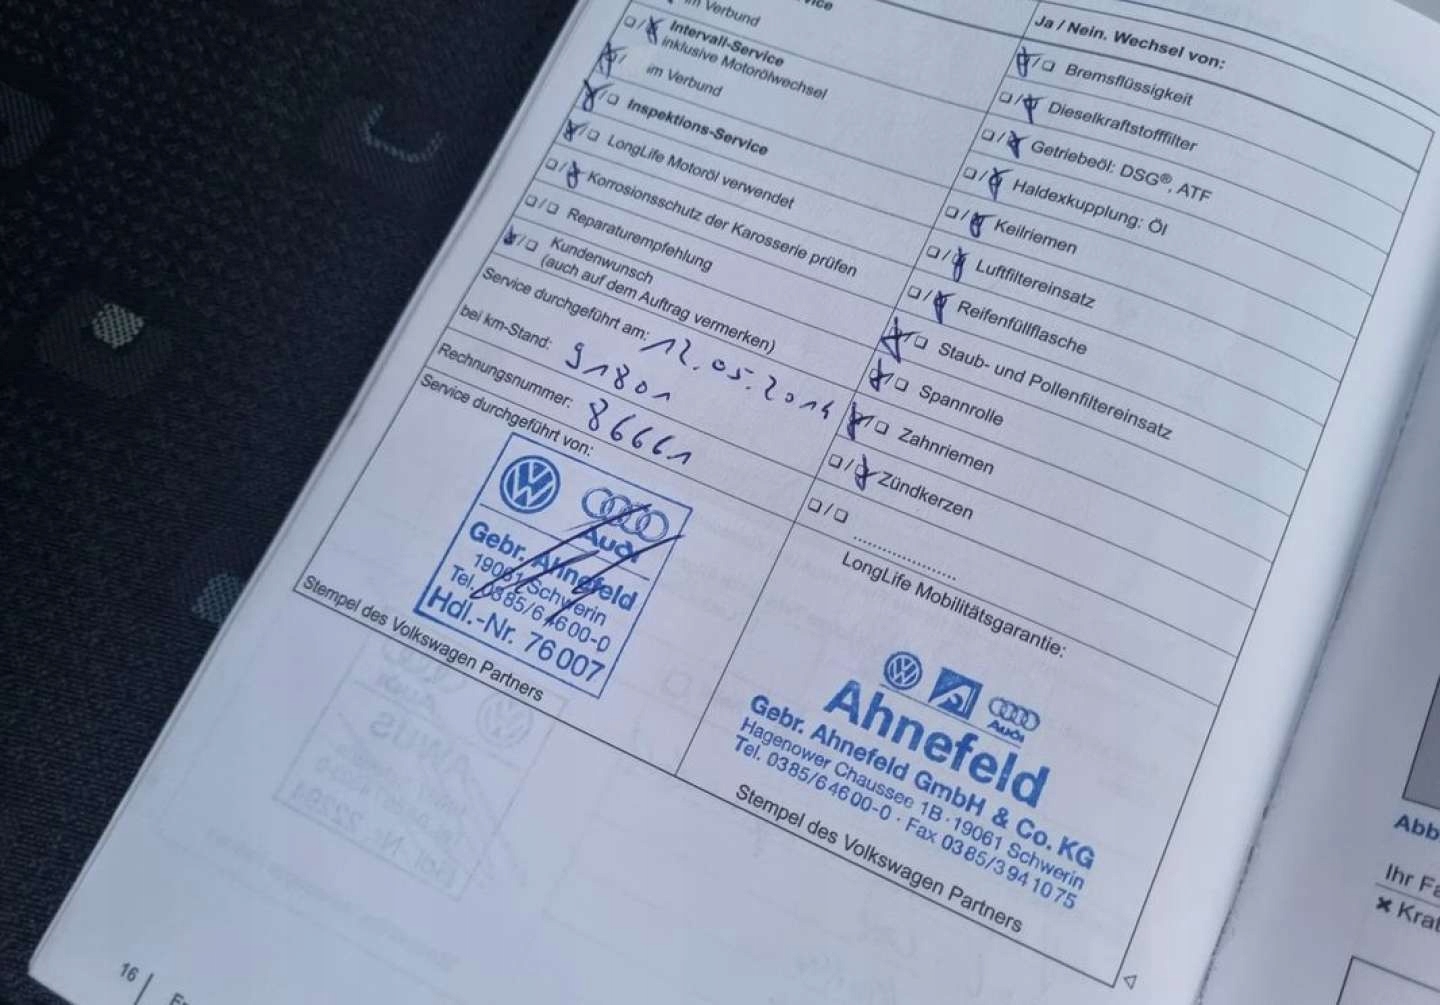 im Verbund
Intervall-Service
inklusive Motorölwechsel
im Verbund
Inspektions-Service
LongLife Motoröl verwendet
Korrosionsschutz der Karosserie prüfen
Reparaturempfehlung
Kundenwunsch
(auch auf dem Auftrag vermerken)
Service durchgeführt am: 12.05.2014
bei km-Stand: 91801
Rechnungsnummer: 86661
Service durchgeführt von:
Audi
Gebr. Ahnefeld
19061 Schwerin
Tel. 0385/64600-0
Hdl.-Nr. 76007
Stempel des Volkswagen Partners
Ja / Nein. Wechsel von:
Bremsflüssigkeit
Dieselkraftstofffilter
Getriebeöl: DSG®, ATF
Haldexkupplung: Öl
Keilriemen
Luftfiltereinsatz
Reifenfüllflasche
Staub- und Pollenfiltereinsatz
Spannrolle
Zahnriemen
Zündkerzen
....................
LongLife Mobilitätsgarantie:
Audi
Ahnefeld
Gebr. Ahnefeld GmbH & Co. KG
Hagenower Chaussee 1B · 19061 Schwerin
Tel. 0385/64600-0 · Fax 0385/3941075
Stempel des Volkswagen Partners
16
Abb
Ihr Fa
Krat